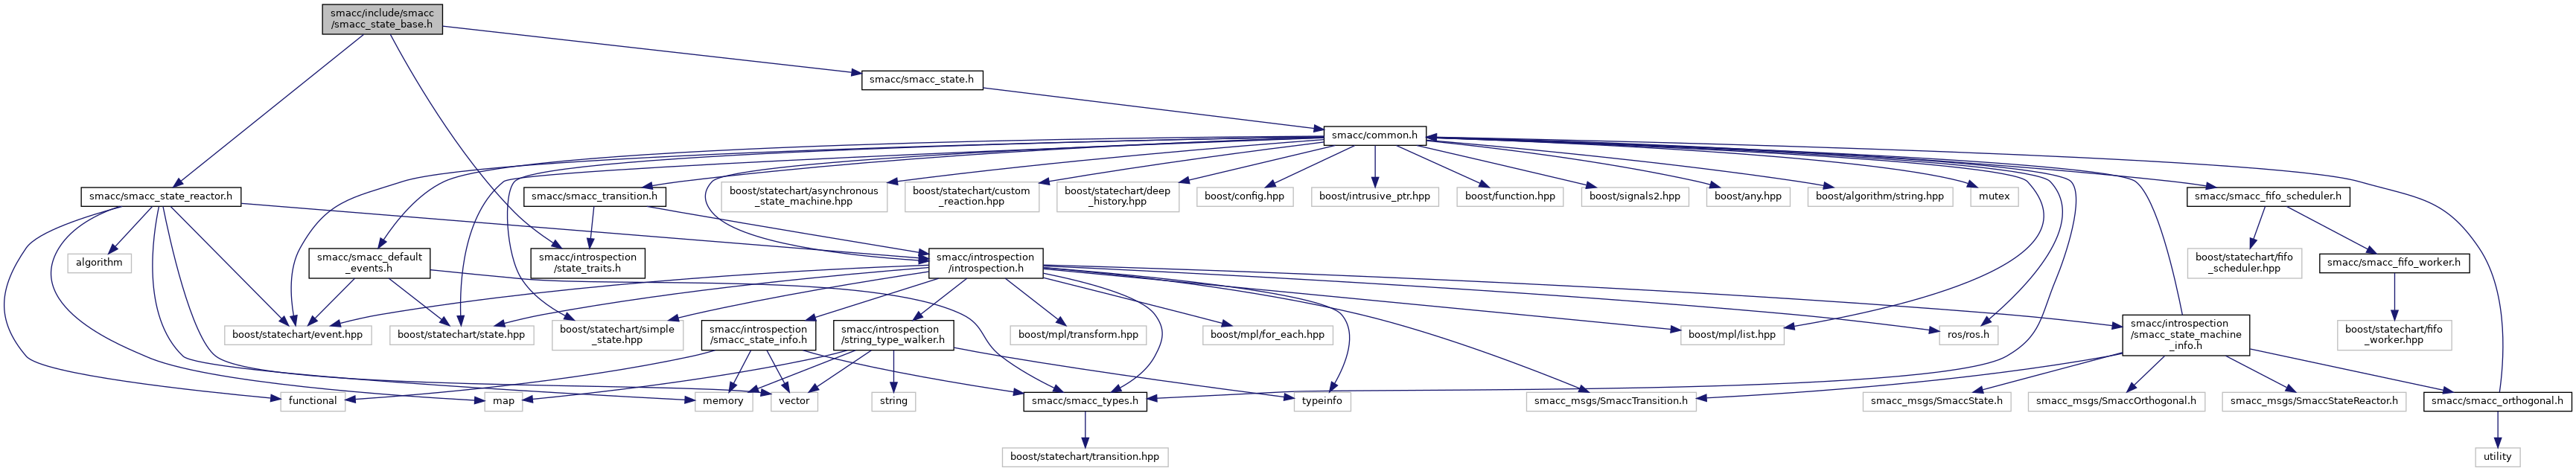 smacc/include/smacc
/smacc_state_base.h
smacc/smacc_state.h
smacc/common.h
smacc/smacc_state_reactor.h
smacc/smacc_transition.h
boost/statechart/asynchronous
_state_machine.hpp
boost/statechart/custom
_reaction.hpp
boost/statechart/deep
_history.hpp
boost/config.hpp
boost/intrusive_ptr.hpp
boost/function.hpp
boost/signals2.hpp
boost/any.hpp
boost/algorithm/string.hpp
mutex
smacc/smacc_fifo_scheduler.h
algorithm
smacc/smacc_default
_events.h
smacc/introspection
/state_traits.h
smacc/introspection
/introspection.h
boost/statechart/fifo
_scheduler.hpp
smacc/smacc_fifo_worker.h
boost/statechart/event.hpp
boost/statechart/state.hpp
boost/statechart/simple
_state.hpp
smacc/introspection
/smacc_state_info.h
smacc/introspection
/string_type_walker.h
boost/mpl/transform.hpp
boost/mpl/for_each.hpp
boost/mpl/list.hpp
ros/ros.h
smacc/introspection
/smacc_state_machine
_info.h
boost/statechart/fifo
_worker.hpp
functional
map
memory
vector
string
smacc/smacc_types.h
typeinfo
smacc_msgs/SmaccTransition.h
smacc_msgs/SmaccState.h
smacc_msgs/SmaccOrthogonal.h
smacc_msgs/SmaccStateReactor.h
smacc/smacc_orthogonal.h
boost/statechart/transition.hpp
utility